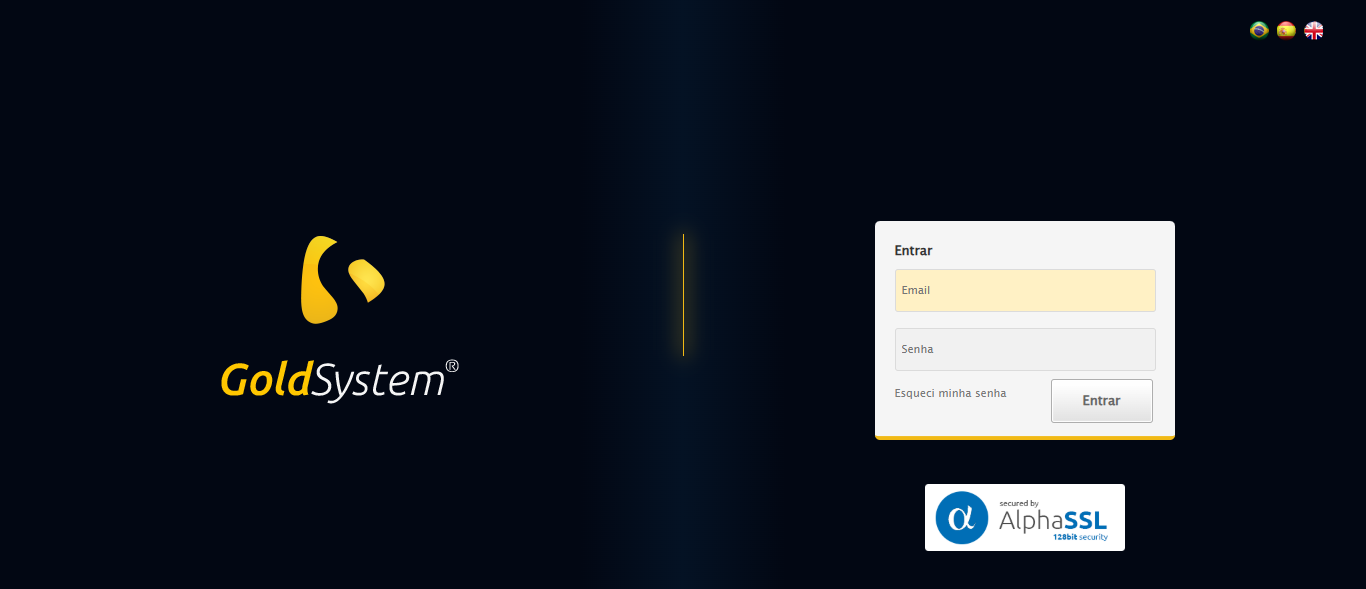 GoldSystem®
Entrar
Email
Senha
Esqueci minha senha
Entrar
secured by
α AlphaSSL
128bit security